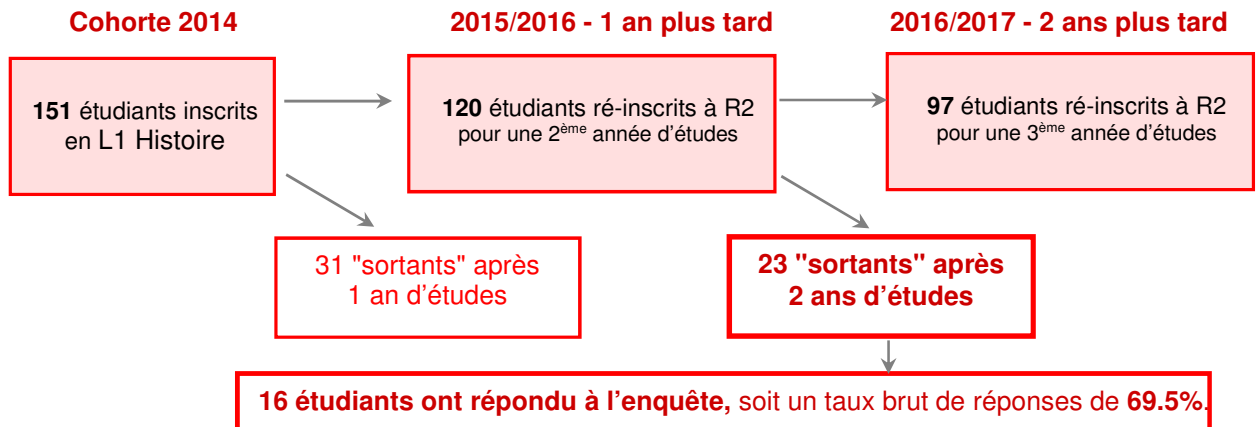 Cohorte 2014
2015/2016 - 1 an plus tard
2016/2017 - 2 ans plus tard
151 étudiants inscrits
en L1 Histoire
120 étudiants ré-inscrits à R2
pour une 2ème année d'études
97 étudiants ré-inscrits à R2
pour une 3ème année d'études
31 "sortants" après
1 an d'études
23 "sortants" après
2 ans d'études
16 étudiants ont répondu à l'enquête, soit un taux brut de réponses de 69.5%.